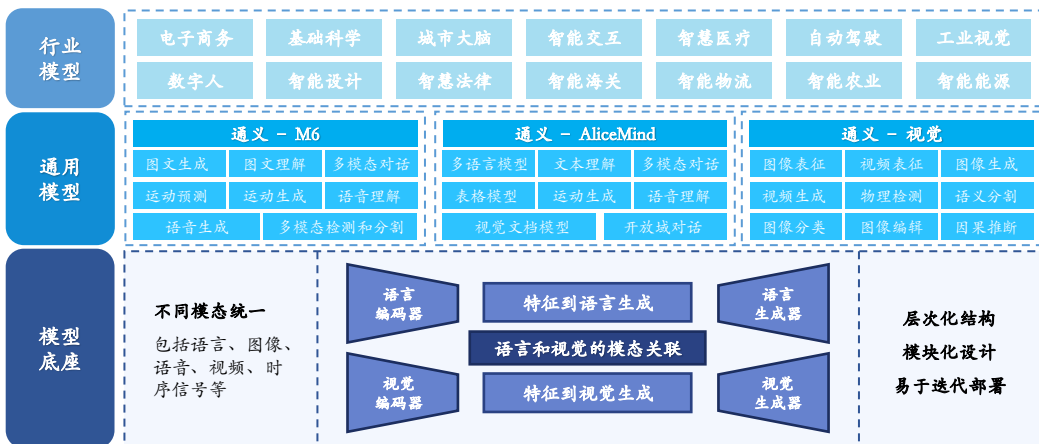 行业
模型
电子商务
基础科学
城市大脑
智能交互
智慧医疗
自动驾驶
工业视觉
数字人
智能设计
智慧法律
智能海关
智能物流
智能农业
智能能源
通用
模型
通义 - M6
图文生成
图文理解
多模态对话
运动预测
运动生成
语音理解
语音生成
多模态检测和分割
通义 - AliceMind
多语言模型
文本理解
多模态对话
表格模型
运动生成
语音理解
视觉文档模型
开放域对话
通义 - 视觉
图像表征
视频表征
图像生成
视频生成
物理检测
语义分割
图像分类
图像编辑
因果推断
模型
底座
不同模态统一
包括语言、图像、
语音、视频、时
序信号等
语言
编码器
特征到语言生成
语言
生成器
语言和视觉的模态关联
视觉
编码器
特征到视觉生成
视觉
生成器
层次化结构
模块化设计
易于迭代部署